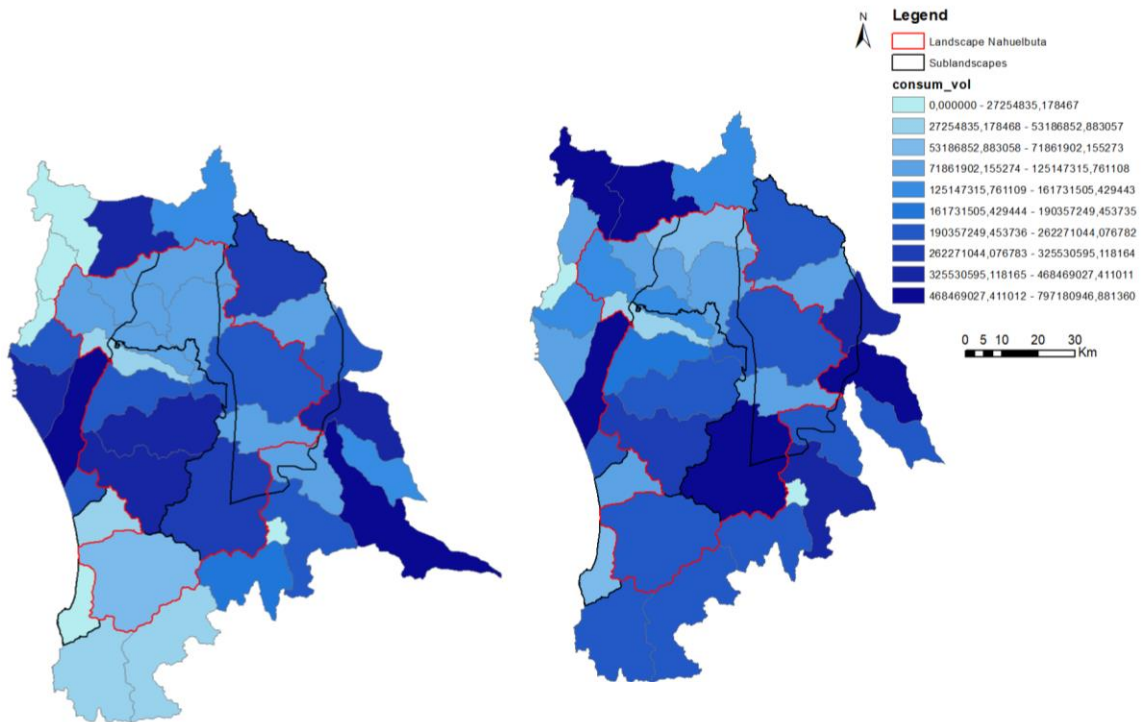 N
Legend
Landscape Nahuelbuta
Sublandscapes
consum_vol
0,000000 - 27254835,178467
27254835,178468 - 53186852,883057
53186852,883058 - 71861902,155273
71861902,155274 - 125147315,761108
125147315,761109 - 161731505,429443
161731505,429444 - 190357249,453735
190357249,453736 - 262271044,076782
262271044,076783 - 325530595,118164
325530595,118165 - 468469027,411011
468469027,411012 - 797180946,881360
0 5 10 20 30
Km